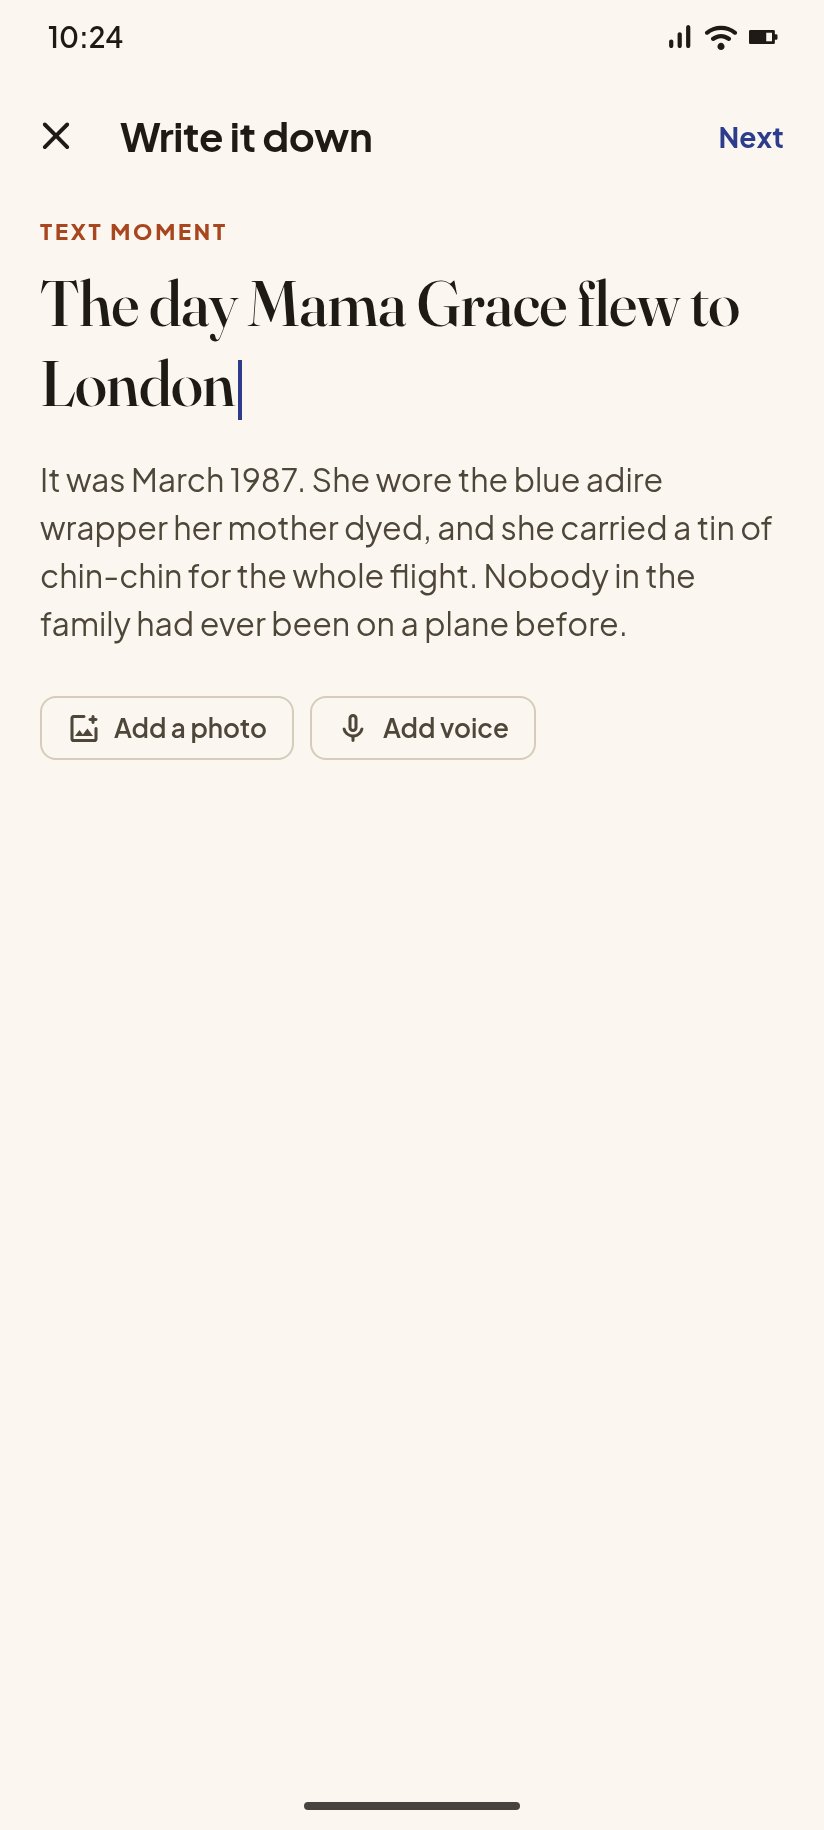 10:24
Write it down
Next
TEXT MOMENT
The day Mama Grace flew to
London
It was March 1987. She wore the blue adire
wrapper her mother dyed, and she carried a tin of
chin-chin for the whole flight. Nobody in the
family had ever been on a plane before.
Add a photo
Add voice